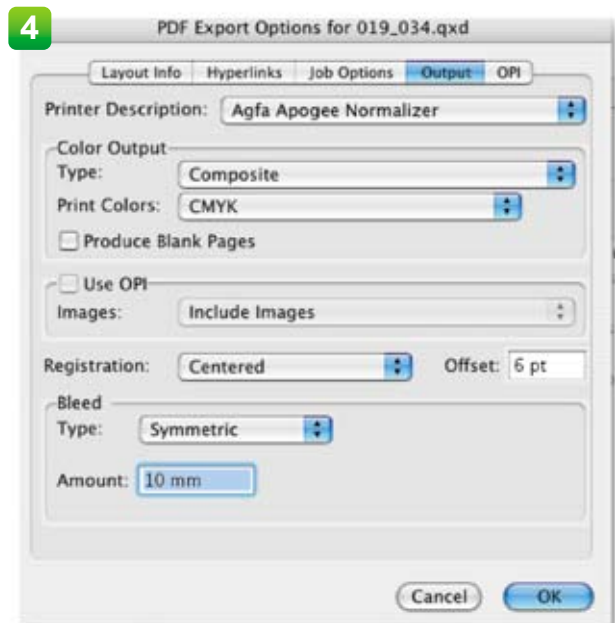 4
PDF Export Options for 019_034.qxd
Layout Info Hyperlinks Job Options Output OPI
Printer Description: Agfa Apogee Normalizer
Color Output
Type: Composite
Print Colors: CMYK
Produce Blank Pages
Use OPI
Images: Include Images
Registration: Centered Offset: 6 pt
Bleed
Type: Symmetric
Amount: 10 mm
Cancel OK